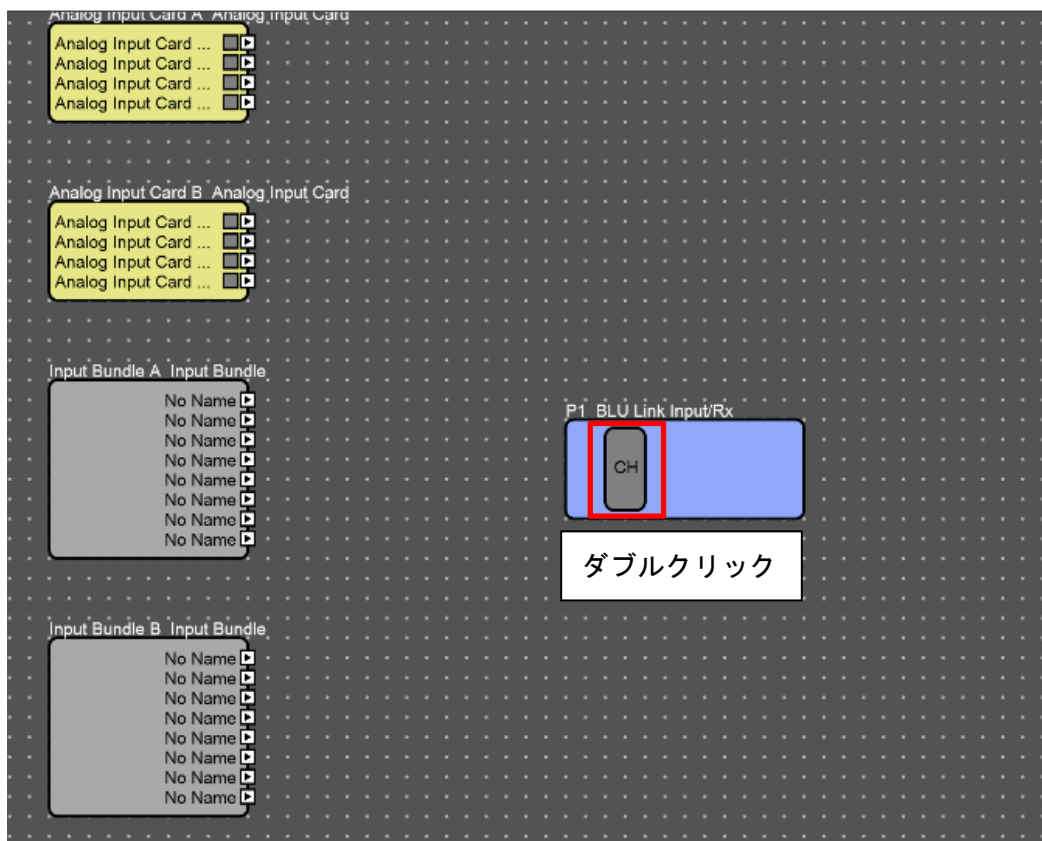 Analog Input Card A Analog Input Card
Analog Input Card ...
Analog Input Card ...
Analog Input Card ...
Analog Input Card ...
Analog Input Card B Analog Input Card
Analog Input Card ...
Analog Input Card ...
Analog Input Card ...
Analog Input Card ...
Input Bundle A Input Bundle
No Name
No Name
No Name
No Name
No Name
No Name
No Name
No Name
P1 BLU Link Input/Rx
CH
ダブルクリック
Input Bundle B Input Bundle
No Name
No Name
No Name
No Name
No Name
No Name
No Name
No Name